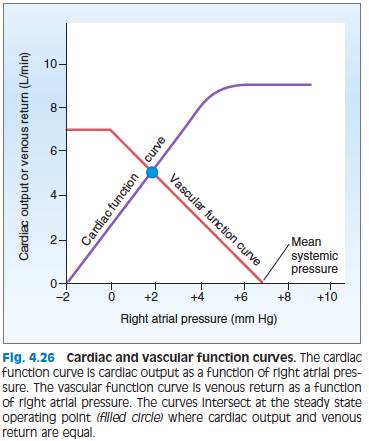 Cardiac output or venous return (L/min)
10
8
6
4
2
0
Cardiac function curve
Vascular function curve
Mean
systemic
pressure
–2 0 +2 +4 +6 +8 +10
Right atrial pressure (mm Hg)
Fig. 4.26 Cardiac and vascular function curves. The cardiac
function curve is cardiac output as a function of right atrial pres-
sure. The vascular function curve is venous return as a function
of right atrial pressure. The curves intersect at the steady state
operating point (filled circle) where cardiac output and venous
return are equal.